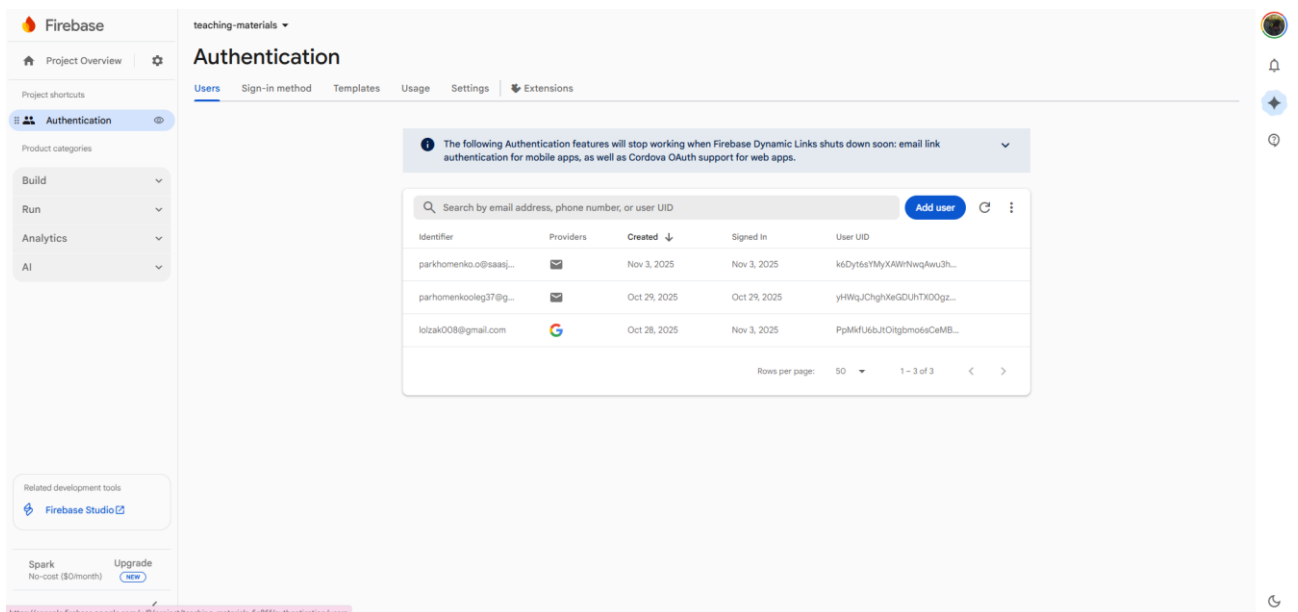 Firebase
Project Overview
Project shortcuts
Authentication
Product categories
Build
Run
Analytics
AI
Related development tools
Firebase Studio
Spark
No-cost ($0/month)
Upgrade
NEW
teaching-materials
Authentication
Users Sign-in method Templates Usage Settings Extensions
The following Authentication features will stop working when Firebase Dynamic Links shuts down soon: email link
authentication for mobile apps, as well as Cordova OAuth support for web apps.
Search by email address, phone number, or user UID
Add user
Identifier Providers Created Signed In User UID
parkhomenko.o@saasj... Nov 3, 2025 Nov 3, 2025 k6Dyt6sYMyXAWrNwqAwu3h...
parhomenkooleg37@g... Oct 29, 2025 Oct 29, 2025 yHWqJChghXeGDUhTX00gz...
lolzak008@gmail.com Oct 28, 2025 Nov 3, 2025 PpMkfU6bJtOitgbmo6sCeMB...
Rows per page: 50 1 – 3 of 3